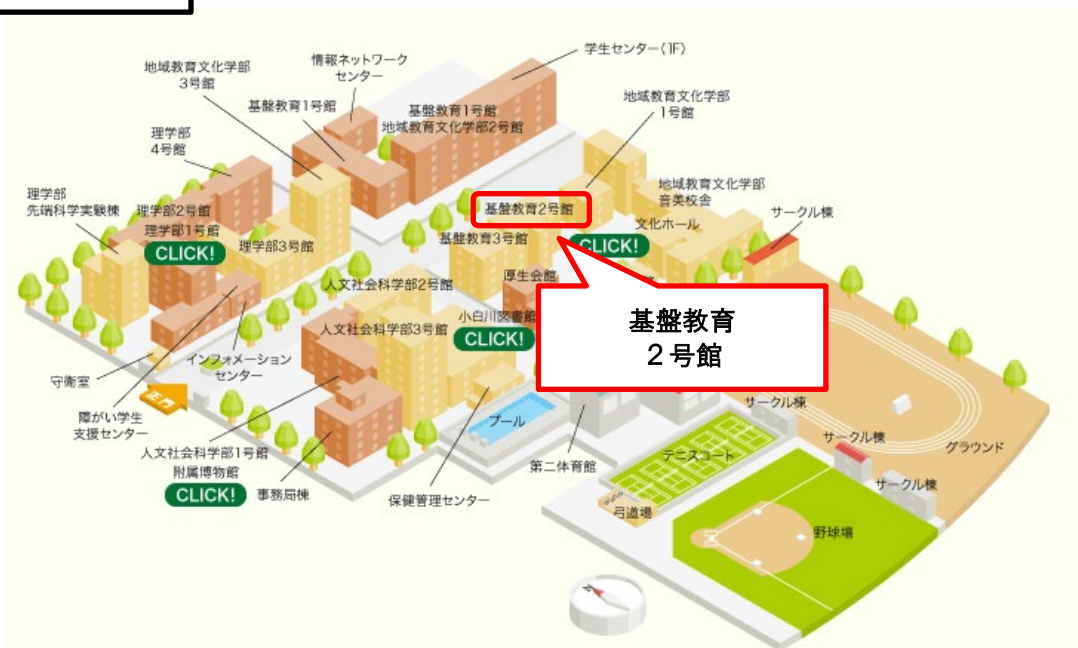 学生センター(1F)
情報ネットワーク
センター
地域教育文化学部
3号館
基盤教育1号館
基盤教育1号館
地域教育文化学部2号館
地域教育文化学部
1号館
理学部
4号館
理学部
先端科学実験棟
理学部2号館
理学部1号館
CLICK!
理学部3号館
基盤教育2号館
基盤教育3号館
地域教育文化学部
音美校舎
文化ホール
CLICK!
サークル棟
厚生会館
人文社会科学部2号館
小白川図書館
CLICK!
人文社会科学部3号館
基盤教育
2号館
インフォメーション
センター
守衛室
正門
障がい学生
支援センター
人文社会科学部1号館
附属博物館
CLICK!
事務局棟
保健管理センター
プール
第二体育館
テニスコート
サークル棟
サークル棟
サークル棟
グラウンド
弓道場
野球場
N